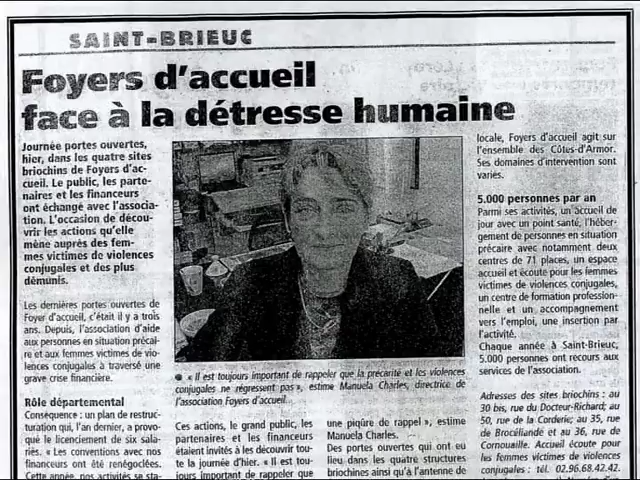 SAINT-BRIEUC
Foyers d'accueil
face à la détresse humaine
Journée portes ouvertes,
hier, dans les quatre sites
briochins de Foyers d'ac-
cueil. Le public, les parte-
naires et les financeurs
ont échangé avec l'associa-
tion. L'occasion de décou-
vrir les actions qu'elle
mène auprès des fem-
mes victimes de violences
conjugales et des plus
démunis.
Les dernières portes ouvertes de
Foyer d'accueil, c'était il y a trois
ans. Depuis, l'association d'aide
aux personnes en situation précai-
re et aux femmes victimes de vio-
lences conjugales a traversé une
grave crise financière.
Rôle départemental
Conséquence : un plan de restruc-
turation qui, l'an dernier, a provo-
qué le licenciement de six sala-
riés. « Les conventions avec nos
financeurs ont été renégociées.
Cette année, nos activités se sta-
« Il est toujours important de rappeler que la précarité et les violences
conjugales ne régressent pas », estime Manuela Charles, directrice de
l'association Foyers d'accueil.
Ces actions, le grand public, les
partenaires et les financeurs
étaient invités à les découvrir toute
la journée d'hier. « Il est tou-
jours important de rappeler que
une piqûre de rappel », estime
Manuela Charles.
Des portes ouvertes qui ont eu
lieu dans les quatre structures
briochines ainsi qu'à l'antenne de
locale, Foyers d'accueil agit sur
l'ensemble des Côtes-d'Armor.
Ses domaines d'intervention sont
variés.
5.000 personnes par an
Parmi ses activités, un accueil de
jour avec un point santé, l'héber-
gement de personnes en situation
précaire avec notamment deux
centres de 71 places, un espace
accueil et écoute pour les femmes
victimes de violences conjugales,
un centre de formation profession-
nelle et un accompagnement
vers l'emploi, une insertion par
l'activité.
Chaque année à Saint-Brieuc,
5.000 personnes ont recours aux
services de l'association.
Adresses des sites briochins : au
30 bis, rue du Docteur-Richard; au
50, rue de la Corderie; au 35, rue
de Brocéliande et au 36, rue de
Cornouaille. Accueil écoute pour
les femmes victimes de violences
conjugales : tél. 02.96.68.42.42.